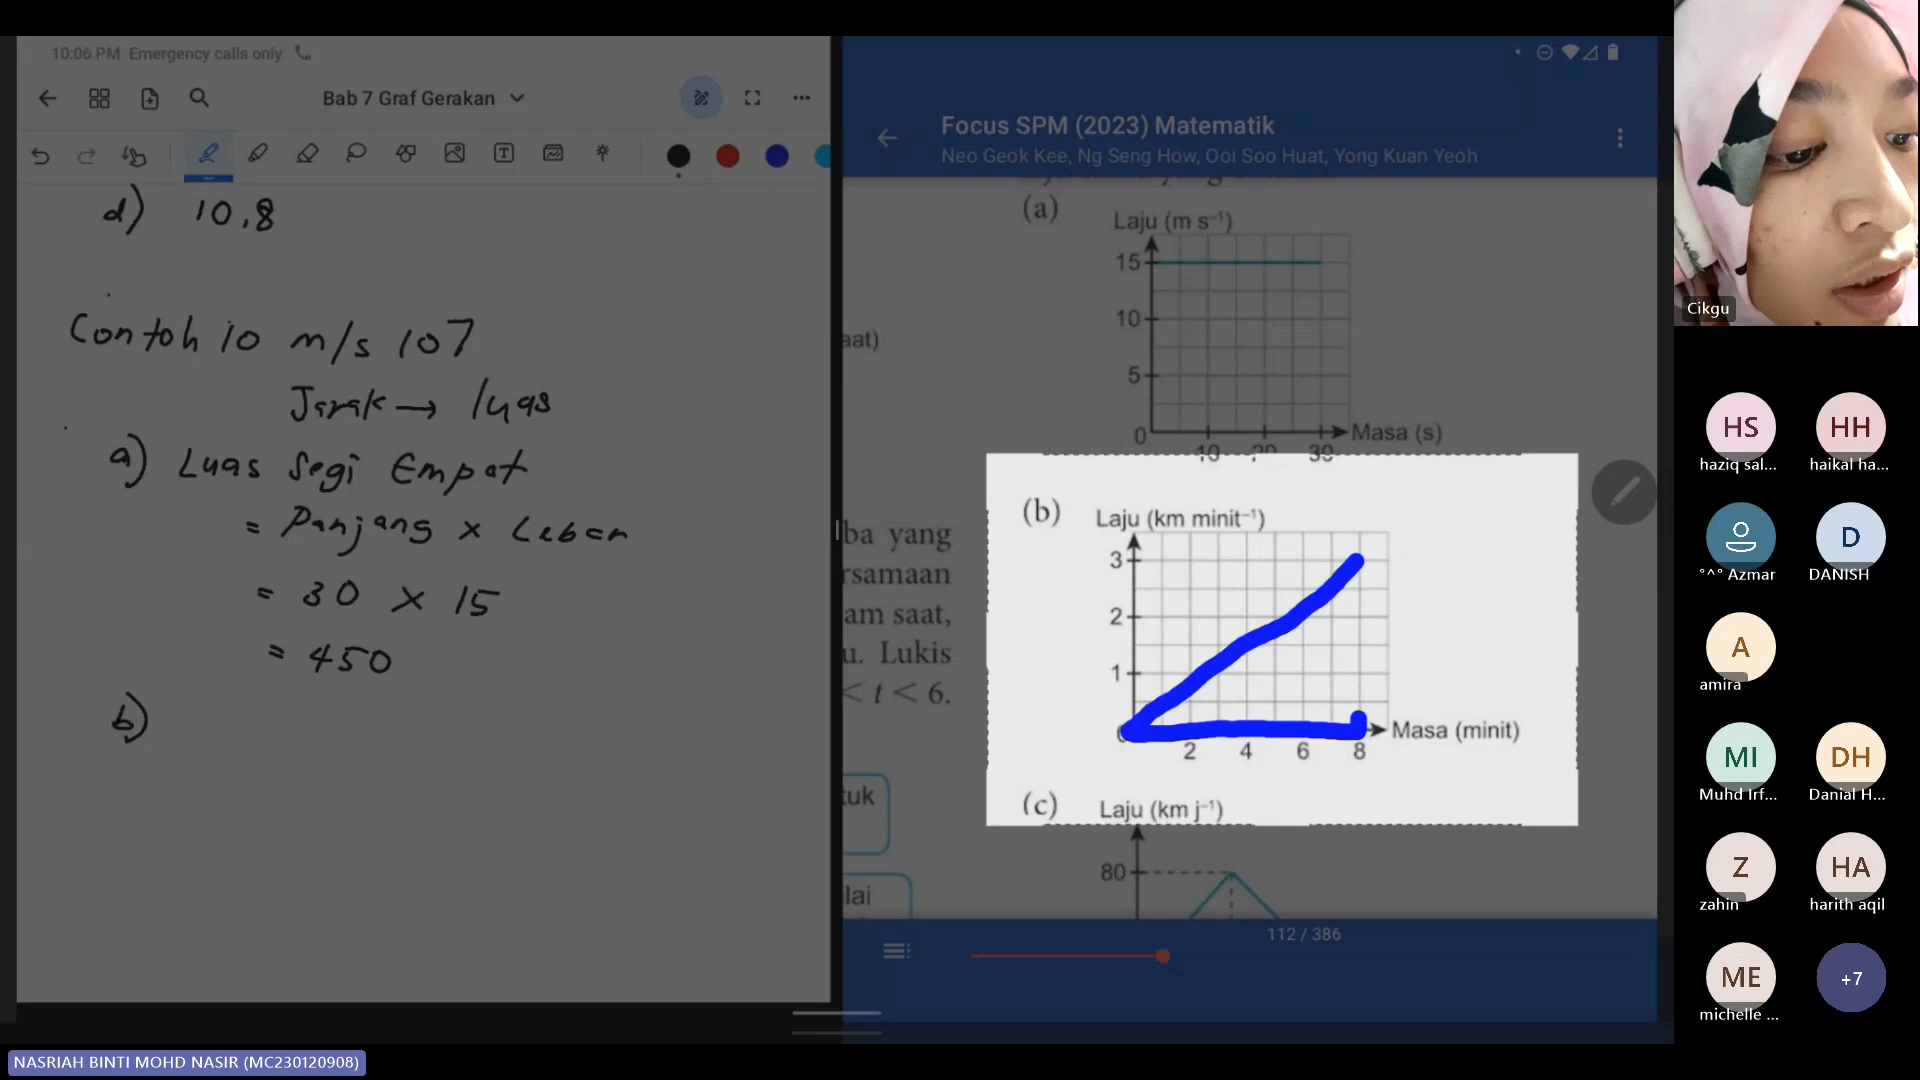 10:06 PM Emergency calls only
Bab 7 Graf Gerakan
T
d) 10.8
Contoh 10 m/s 107
Jarak → luas
a) Luas Segi Empat
= Panjang x Lebar
= 30 x 15
= 450
b)
Focus SPM (2023) Matematik
Neo Geok Kee, Ng Seng How, Ooi Soo Huat, Yong Kuan Yeoh
(a)
Laju (m s⁻¹)
15
10
5
0
Masa (s)
10 20 30
aat)
ba yang
rsamaan
am saat,
u. Lukis
< t < 6.
tuk
lai
(b)
Laju (km minit⁻¹)
3
2
1
0
2 4 6 8
Masa (minit)
(c)
Laju (km j⁻¹)
80
112 / 386
Cikgu
HS
haziq sal...
HH
haikal ha...
°^° Azmar
D
DANISH
A
amira
MI
Muhd Irf...
DH
Danial H...
Z
zahin
HA
harith aqil
ME
michelle ...
+7
NASRIAH BINTI MOHD NASIR (MC230120908)